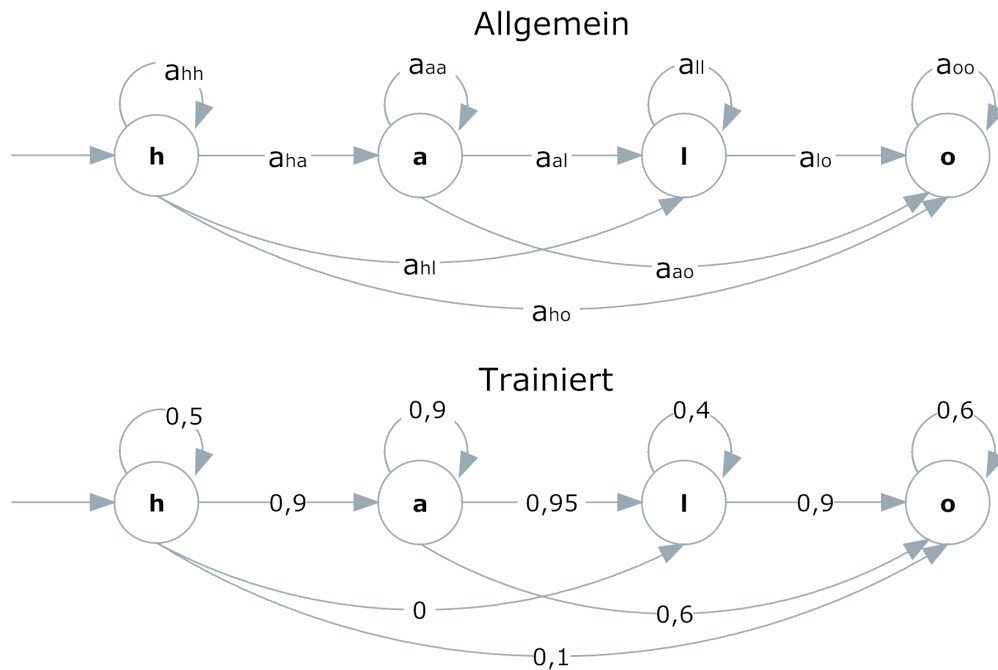 Allgemein
ahh aaa all aoo
h aha a aal l alo o
ahl aao
aho
Trainiert
0,5 0,9 0,4 0,6
h 0,9 a 0,95 l 0,9 o
0 0,6
0,1